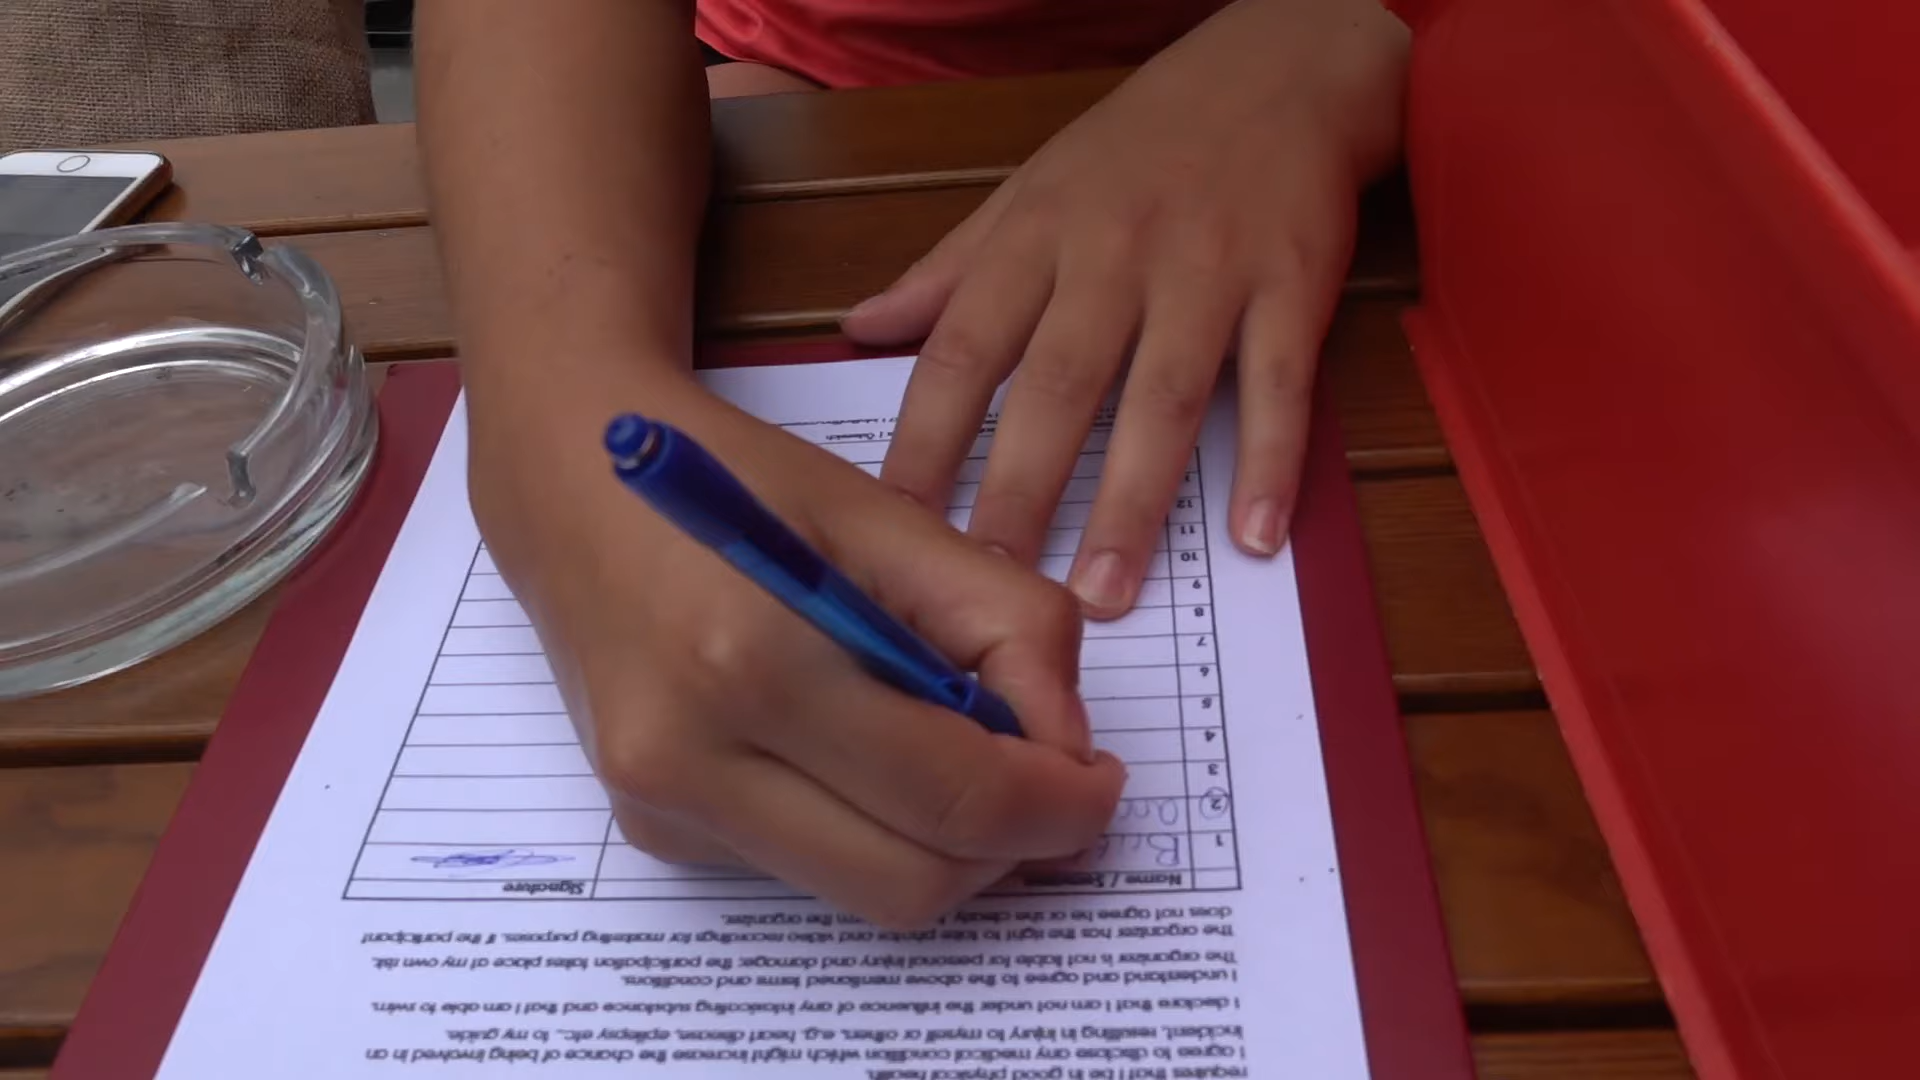 requires that I be in good physical health.
I agree to disclose any medical condition which might increase the chance of being involved in an
incident, resulting in injury to myself or others, e.g. heart disease, epilepsy etc., to my guide.
I declare that I am not under the influence of any intoxicating substance and that I am able to swim.
I understand and agree to the above mentioned terms and conditions.
The organizer is not liable for personal injury and damage; the participation takes place at my own risk.
The organizer has the right to take photos and video recordings for marketing purposes. If the participant
does not agree he or she clearly the organizer.
Name / Signature
1
2
3
4
5
6
7
8
9
10
11
12
Österreich